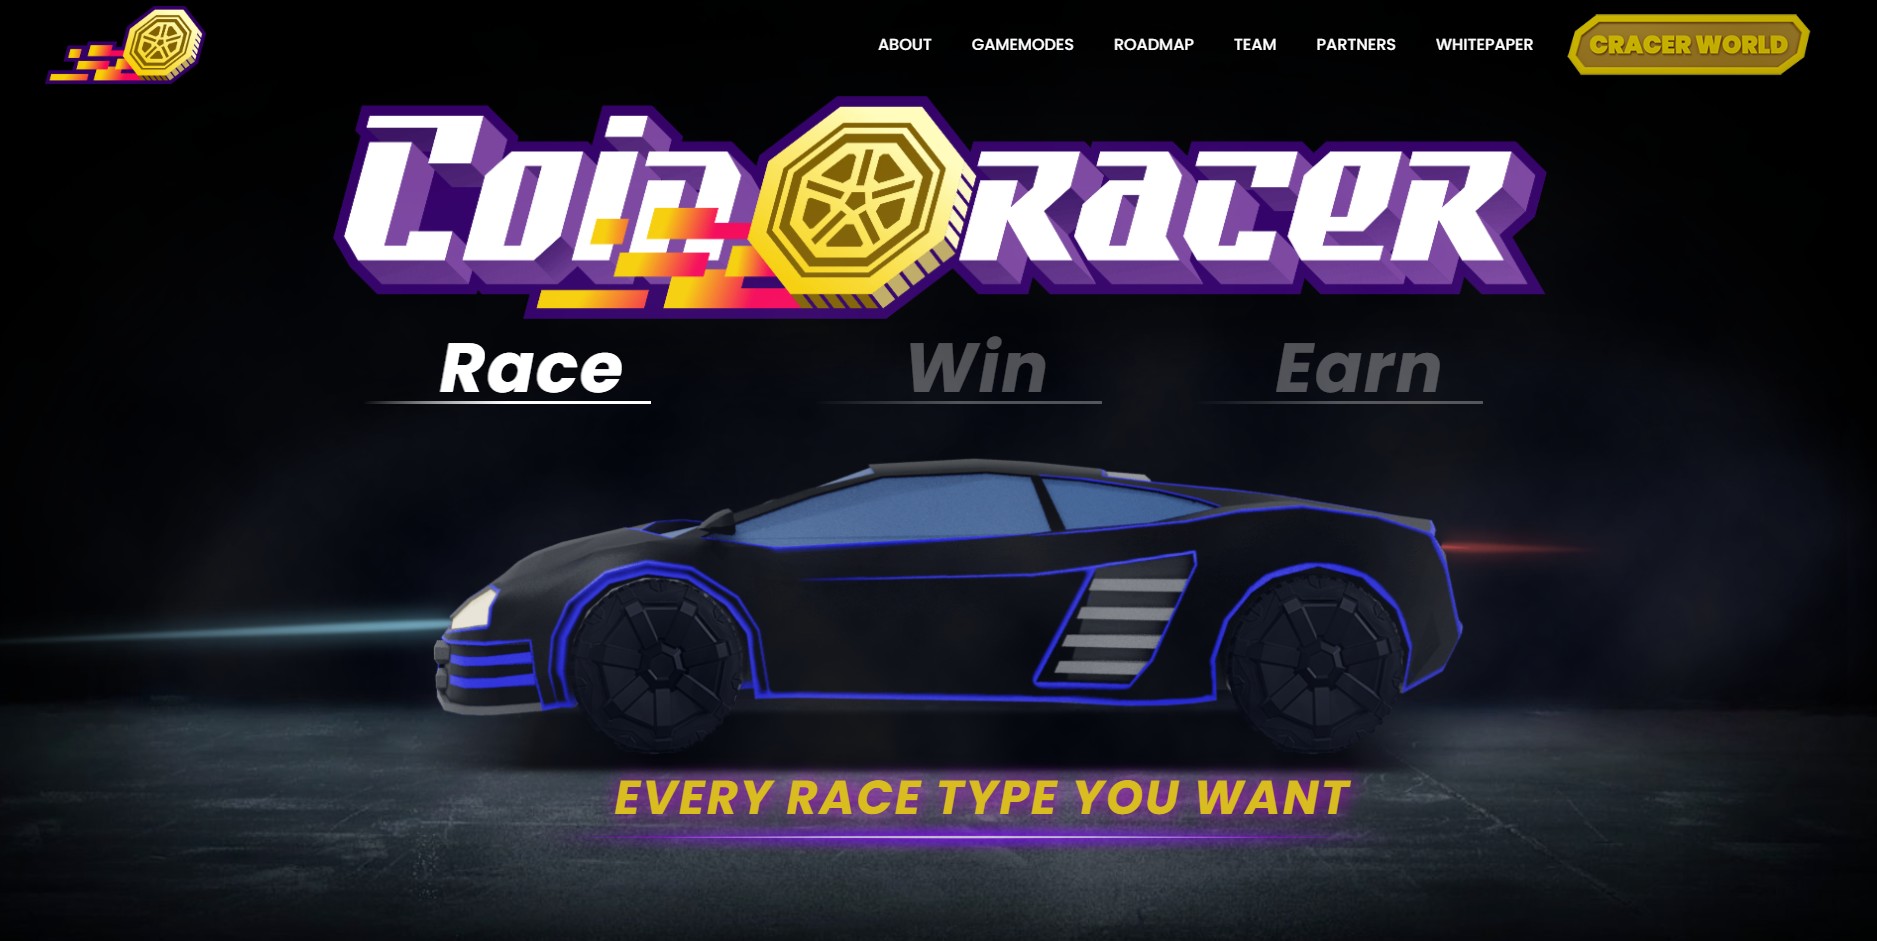 ABOUT GAMEMODES ROADMAP TEAM PARTNERS WHITEPAPER CRACER WORLD
Coin Racer
Race Win Earn
EVERY RACE TYPE YOU WANT